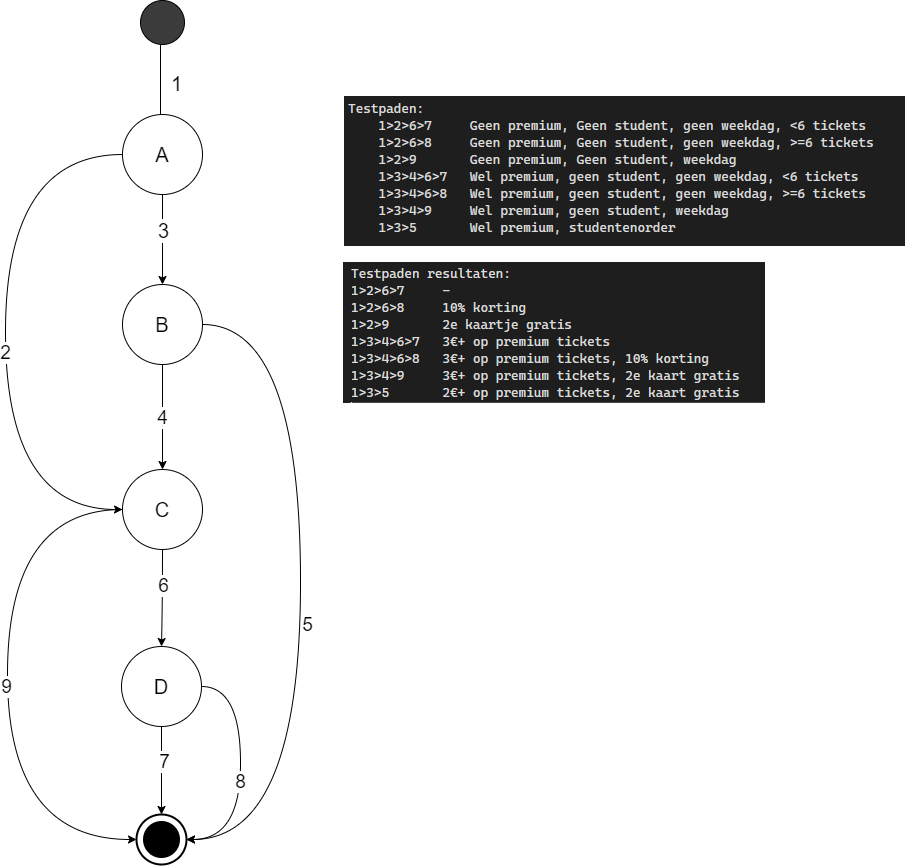 1
A
3
B
2
4
C
6
5
D
9
7
8
Testpaden:
1>2>6>7 Geen premium, Geen student, geen weekdag, <6 tickets
1>2>6>8 Geen premium, Geen student, geen weekdag, >=6 tickets
1>2>9 Geen premium, Geen student, weekdag
1>3>4>6>7 Wel premium, geen student, geen weekdag, <6 tickets
1>3>4>6>8 Wel premium, geen student, geen weekdag, >=6 tickets
1>3>4>9 Wel premium, geen student, weekdag
1>3>5 Wel premium, studentenorder
Testpaden resultaten:
1>2>6>7 -
1>2>6>8 10% korting
1>2>9 2e kaartje gratis
1>3>4>6>7 3€+ op premium tickets
1>3>4>6>8 3€+ op premium tickets, 10% korting
1>3>4>9 3€+ op premium tickets, 2e kaart gratis
1>3>5 2€+ op premium tickets, 2e kaart gratis